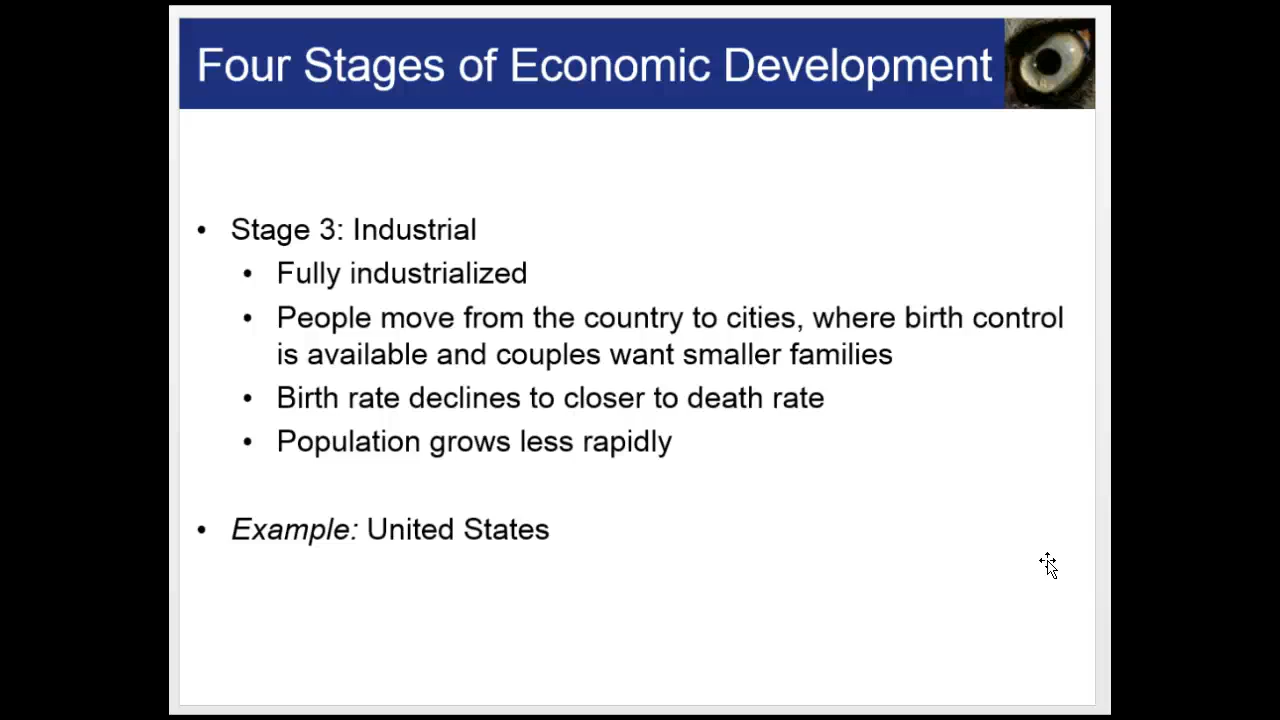 Four Stages of Economic Development
• Stage 3: Industrial
• Fully industrialized
• People move from the country to cities, where birth control
is available and couples want smaller families
• Birth rate declines to closer to death rate
• Population grows less rapidly
• Example: United States